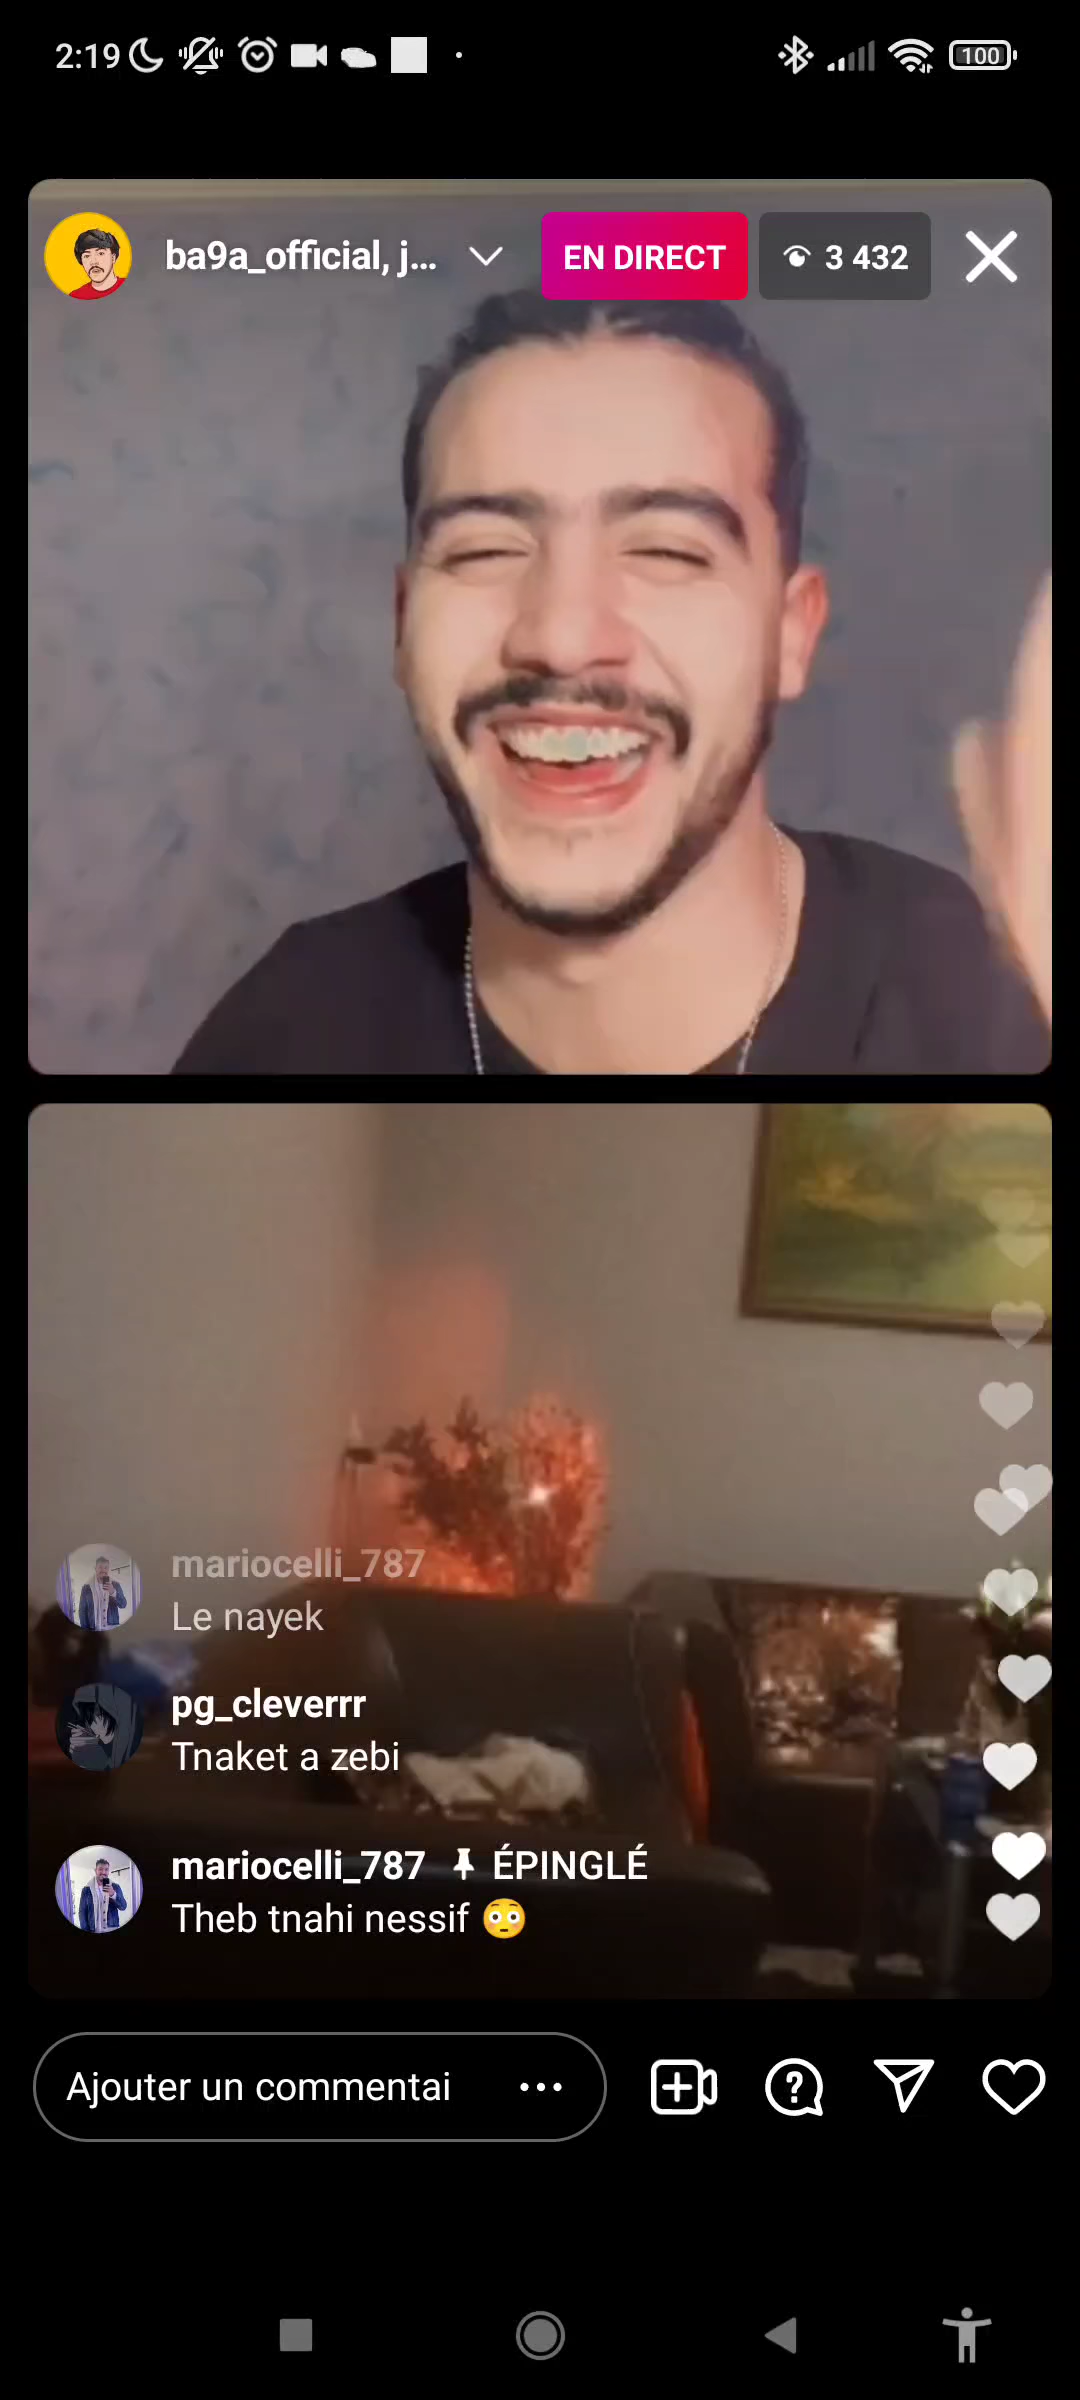 2:19
100
ba9a_official, j...
EN DIRECT
3 432
mariocelli_787
Le nayek
pg_cleverrr
Tnaket a zebi
mariocelli_787 ÉPINGLÉ
Theb tnahi nessif 😳
Ajouter un commentai